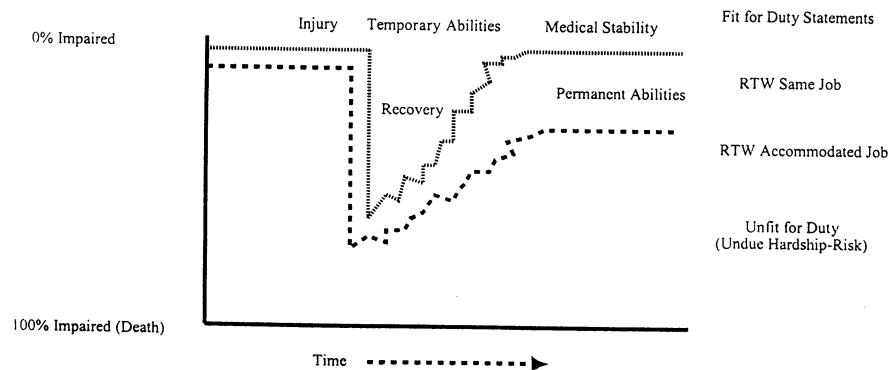 Injury
Temporary Abilities
Medical Stability
Fit for Duty Statements
0% Impaired
RTW Same Job
Permanent Abilities
Recovery
RTW Accommodated Job
Unfit for Duty
(Undue Hardship-Risk)
100% Impaired (Death)
Time